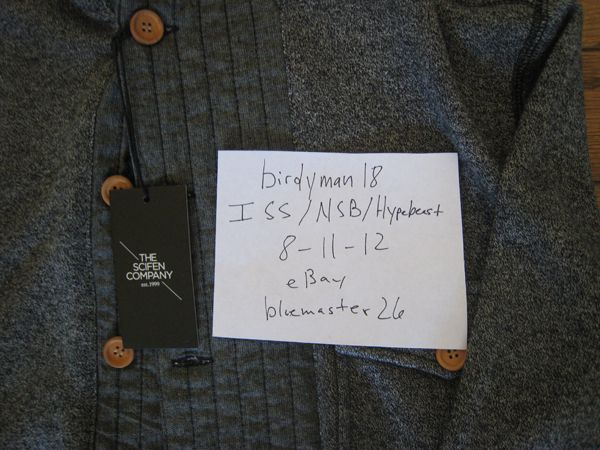 THE
SCIFEN
COMPANY
est.1999
birdyman18
ISS/NSB/Hypebeast
8-11-12
eBay
bluemaster26